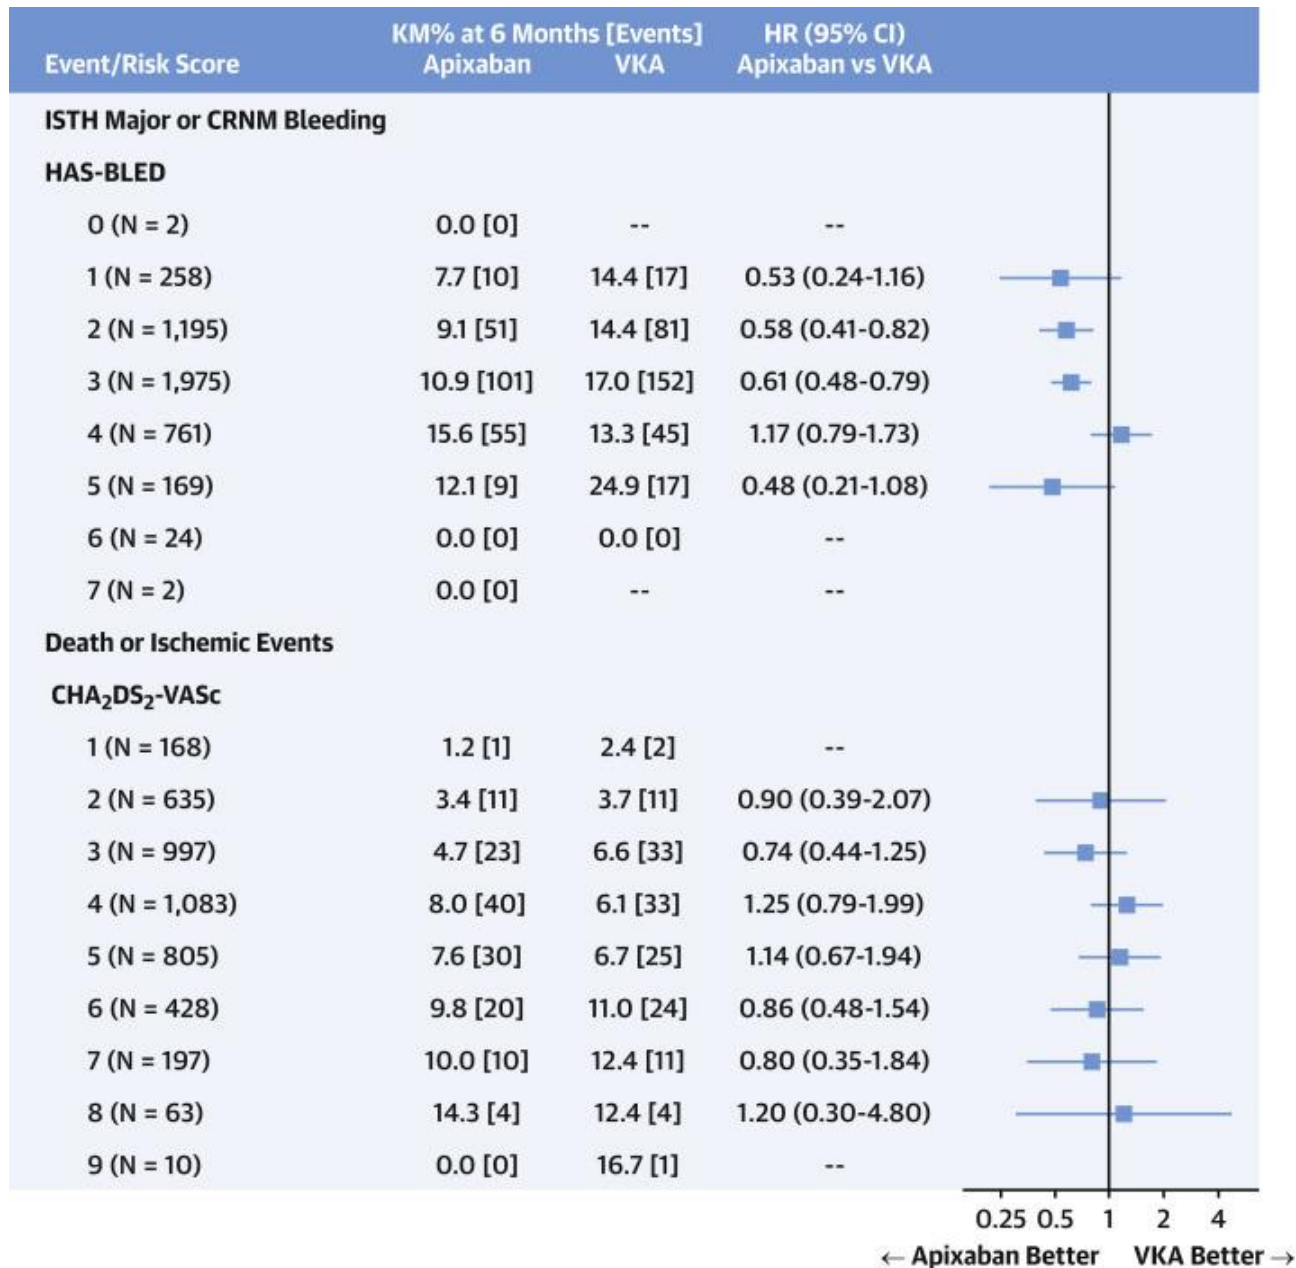 KM% at 6 Months [Events] HR (95% CI)
Event/Risk Score Apixaban VKA Apixaban vs VKA
ISTH Major or CRNM Bleeding
HAS-BLED
0 (N = 2) 0.0 [0] -- --
1 (N = 258) 7.7 [10] 14.4 [17] 0.53 (0.24-1.16)
2 (N = 1,195) 9.1 [51] 14.4 [81] 0.58 (0.41-0.82)
3 (N = 1,975) 10.9 [101] 17.0 [152] 0.61 (0.48-0.79)
4 (N = 761) 15.6 [55] 13.3 [45] 1.17 (0.79-1.73)
5 (N = 169) 12.1 [9] 24.9 [17] 0.48 (0.21-1.08)
6 (N = 24) 0.0 [0] 0.0 [0] --
7 (N = 2) 0.0 [0] -- --
Death or Ischemic Events
CHA₂DS₂-VASc
1 (N = 168) 1.2 [1] 2.4 [2] --
2 (N = 635) 3.4 [11] 3.7 [11] 0.90 (0.39-2.07)
3 (N = 997) 4.7 [23] 6.6 [33] 0.74 (0.44-1.25)
4 (N = 1,083) 8.0 [40] 6.1 [33] 1.25 (0.79-1.99)
5 (N = 805) 7.6 [30] 6.7 [25] 1.14 (0.67-1.94)
6 (N = 428) 9.8 [20] 11.0 [24] 0.86 (0.48-1.54)
7 (N = 197) 10.0 [10] 12.4 [11] 0.80 (0.35-1.84)
8 (N = 63) 14.3 [4] 12.4 [4] 1.20 (0.30-4.80)
9 (N = 10) 0.0 [0] 16.7 [1] --
0.25 0.5 1 2 4
← Apixaban Better VKA Better →